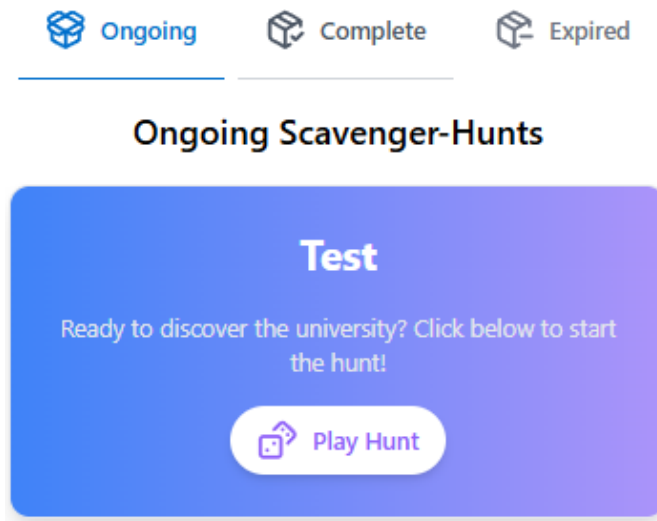 Ongoing
Complete
Expired
Ongoing Scavenger-Hunts
Test
Ready to discover the university? Click below to start
the hunt!
Play Hunt